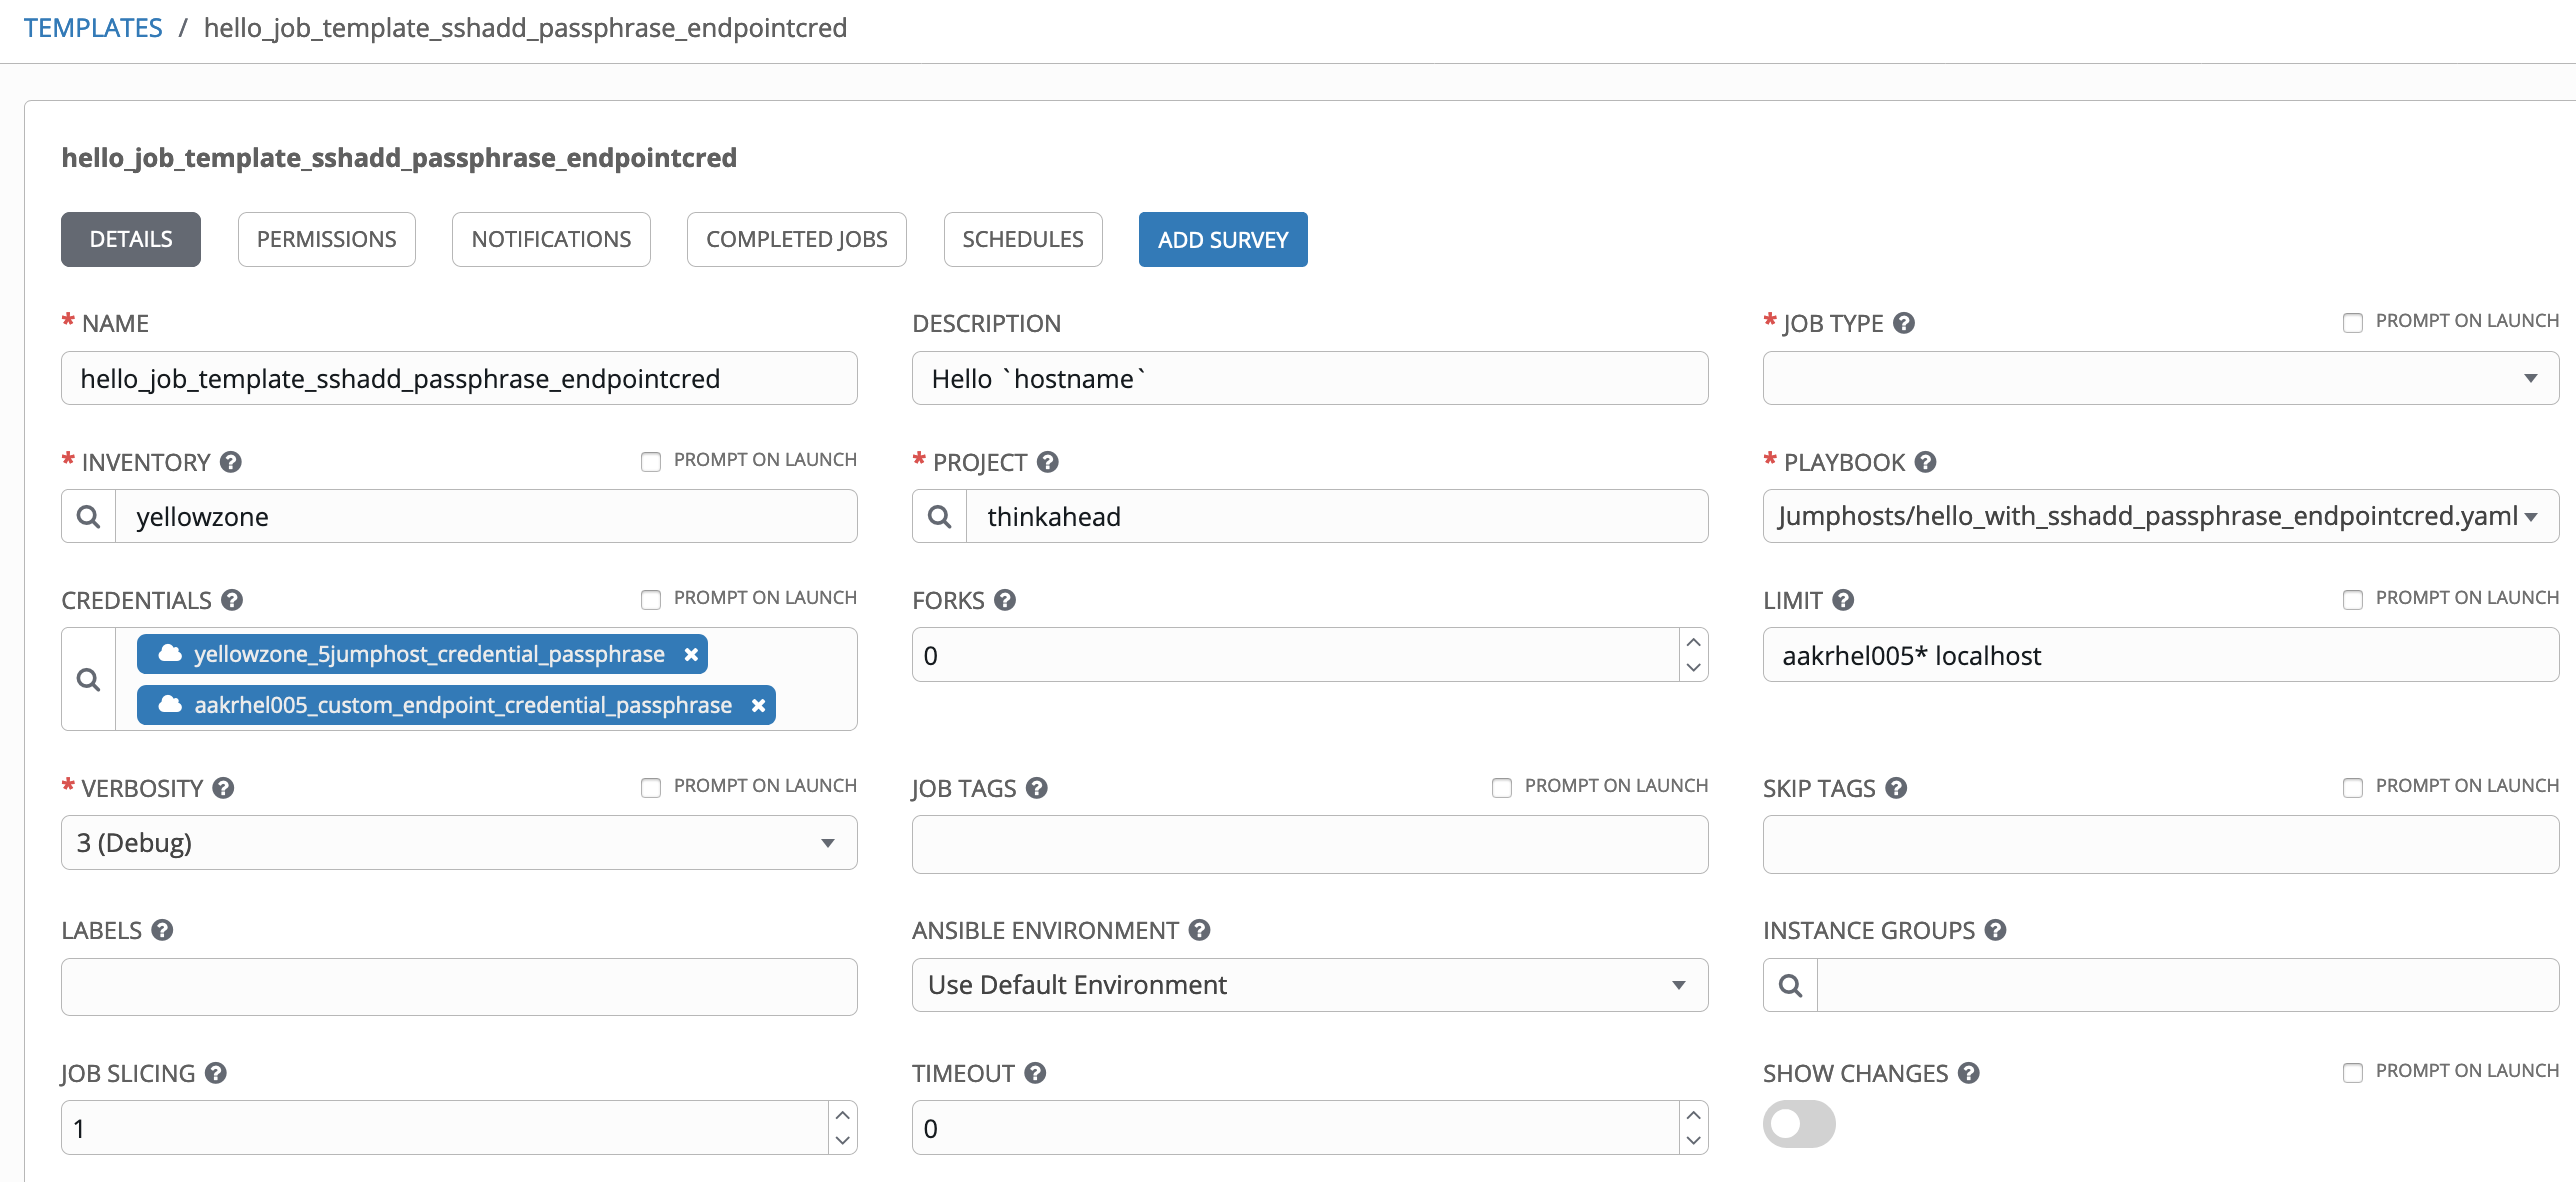 TEMPLATES / hello_job_template_sshadd_passphrase_endpointcred
hello_job_template_sshadd_passphrase_endpointcred
DETAILS PERMISSIONS NOTIFICATIONS COMPLETED JOBS SCHEDULES ADD SURVEY
* NAME DESCRIPTION * JOB TYPE ? PROMPT ON LAUNCH
hello_job_template_sshadd_passphrase_endpointcred Hello `hostname`
* INVENTORY ? PROMPT ON LAUNCH * PROJECT ? * PLAYBOOK ?
yellowzone thinkahead Jumphosts/hello_with_sshadd_passphrase_endpointcred.yaml
CREDENTIALS ? PROMPT ON LAUNCH FORKS ? LIMIT ? PROMPT ON LAUNCH
yellowzone_5jumphost_credential_passphrase × 0 aakrhel005* localhost
aakrhel005_custom_endpoint_credential_passphrase ×
* VERBOSITY ? PROMPT ON LAUNCH JOB TAGS ? PROMPT ON LAUNCH SKIP TAGS ? PROMPT ON LAUNCH
3 (Debug)
LABELS ? ANSIBLE ENVIRONMENT ? INSTANCE GROUPS ?
Use Default Environment
JOB SLICING ? TIMEOUT ? SHOW CHANGES ? PROMPT ON LAUNCH
1 0